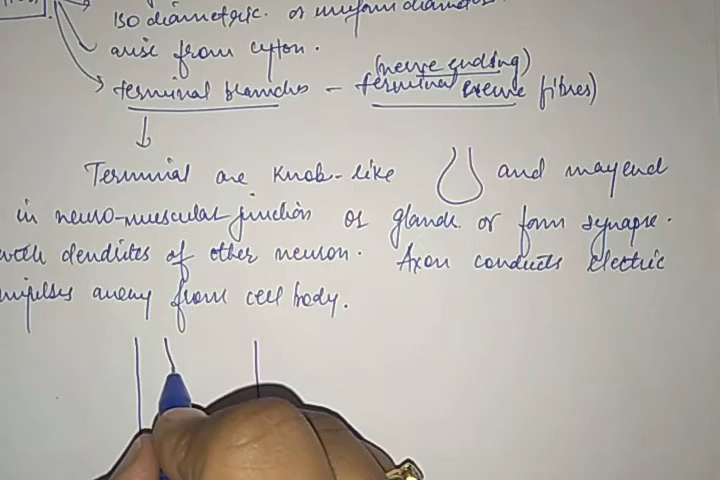 Iso diametric. or uniform diameter.
arise from cyton.
(nerve ending)
terminal branches – terminal nerve fibres)
Terminal are knob-like and may end
in neuro-muscular junction or glands or form synapse.
with dendrites of other neuron. Axon conducts electric
impulses away from cell body.